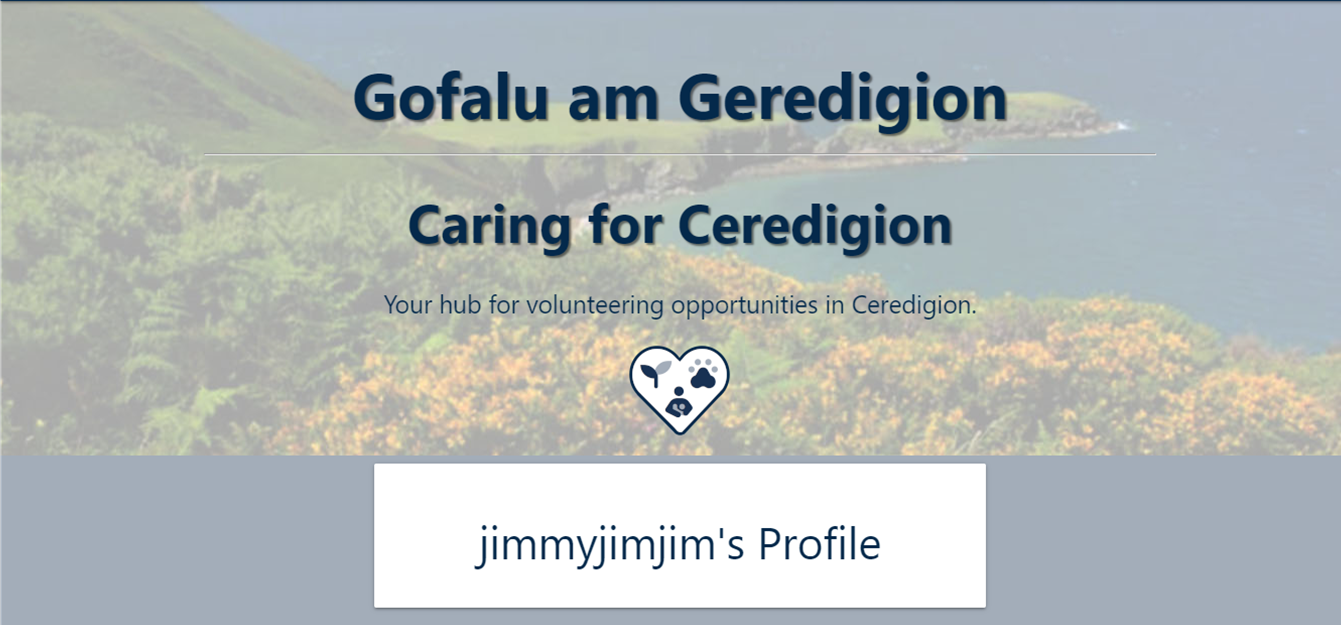 Gofalu am Geredigion
Caring for Ceredigion
Your hub for volunteering opportunities in Ceredigion.
jimmyjimjim's Profile